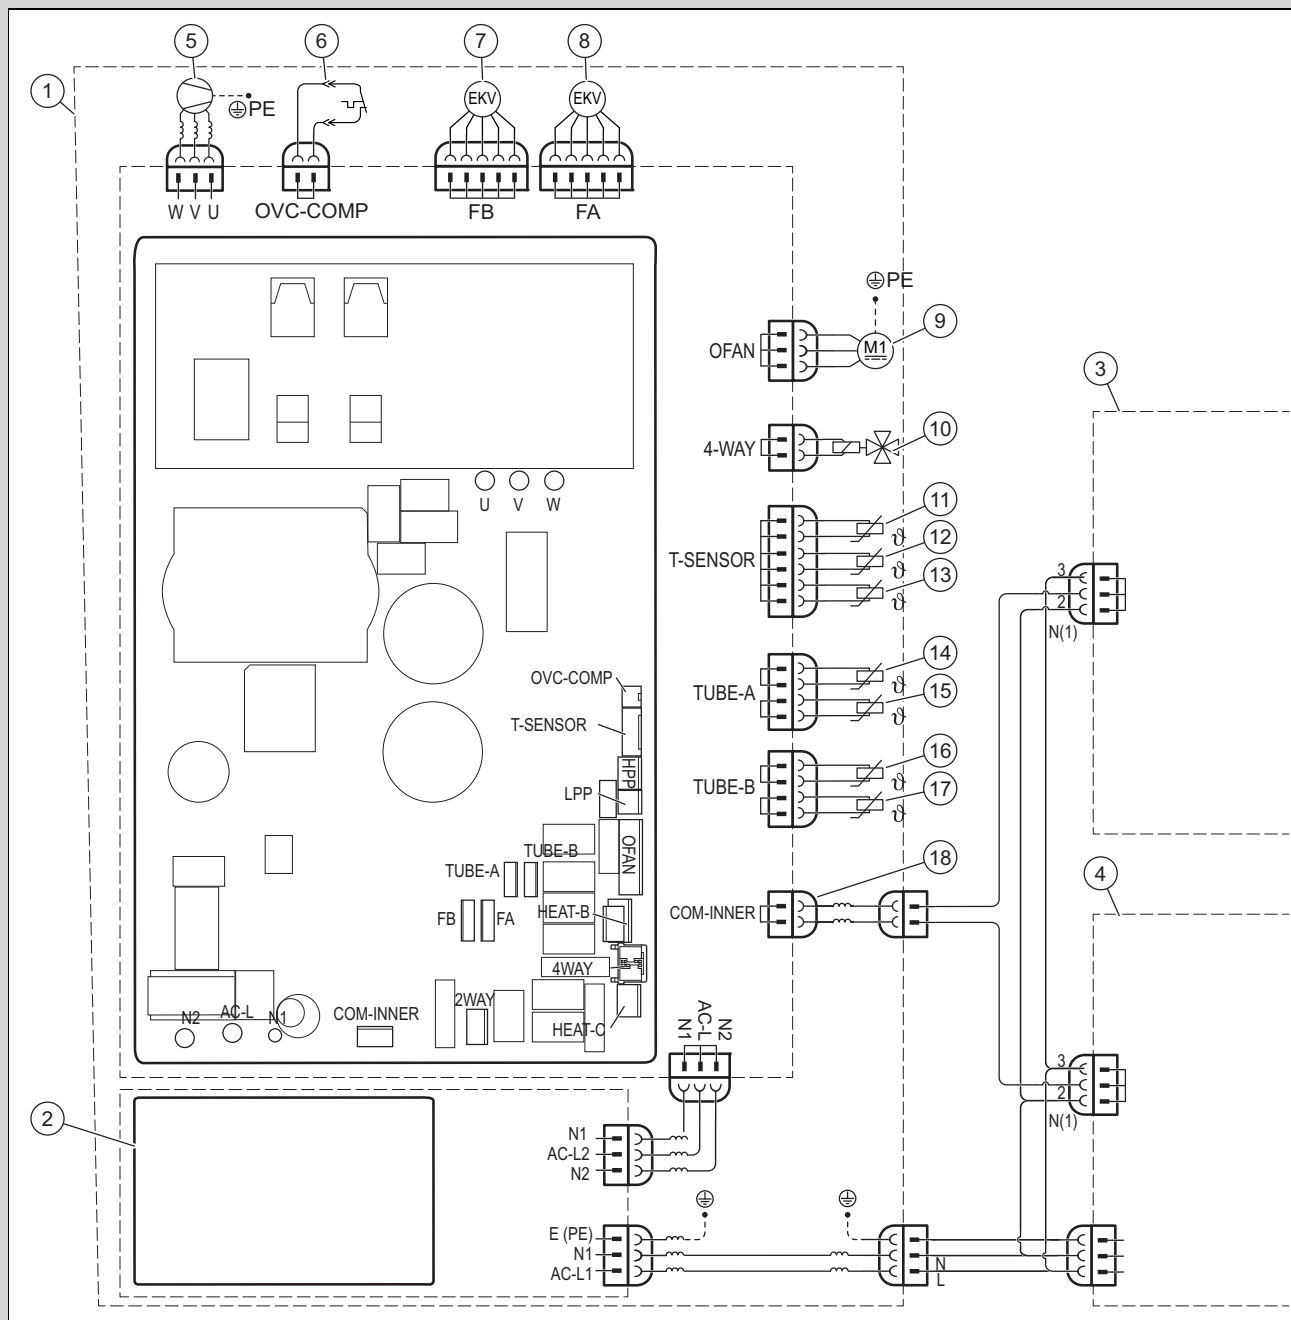 5
6
7
8
1
EKV
EKV
PE
W V U
OVC-COMP
FB
FA
PE
9
OFAN
M1
3
10
4-WAY
U
V
W
11
12
T-SENSOR
13
ϑ
ϑ
ϑ
3
2
N(1)
14
OVC-COMP
TUBE-A
15
ϑ
ϑ
T-SENSOR
16
HPP
LPP
TUBE-B
17
ϑ
ϑ
OFAN
TUBE-B
TUBE-A
18
4
FB
FA
HEAT-B
COM-INNER
4WAY
2WAY
N2
AC-L
N1
COM-INNER
HEAT-C
N1
AC-L
N2
3
2
N(1)
2
N1
AC-L2
N2
E (PE)
N1
AC-L1
N
L